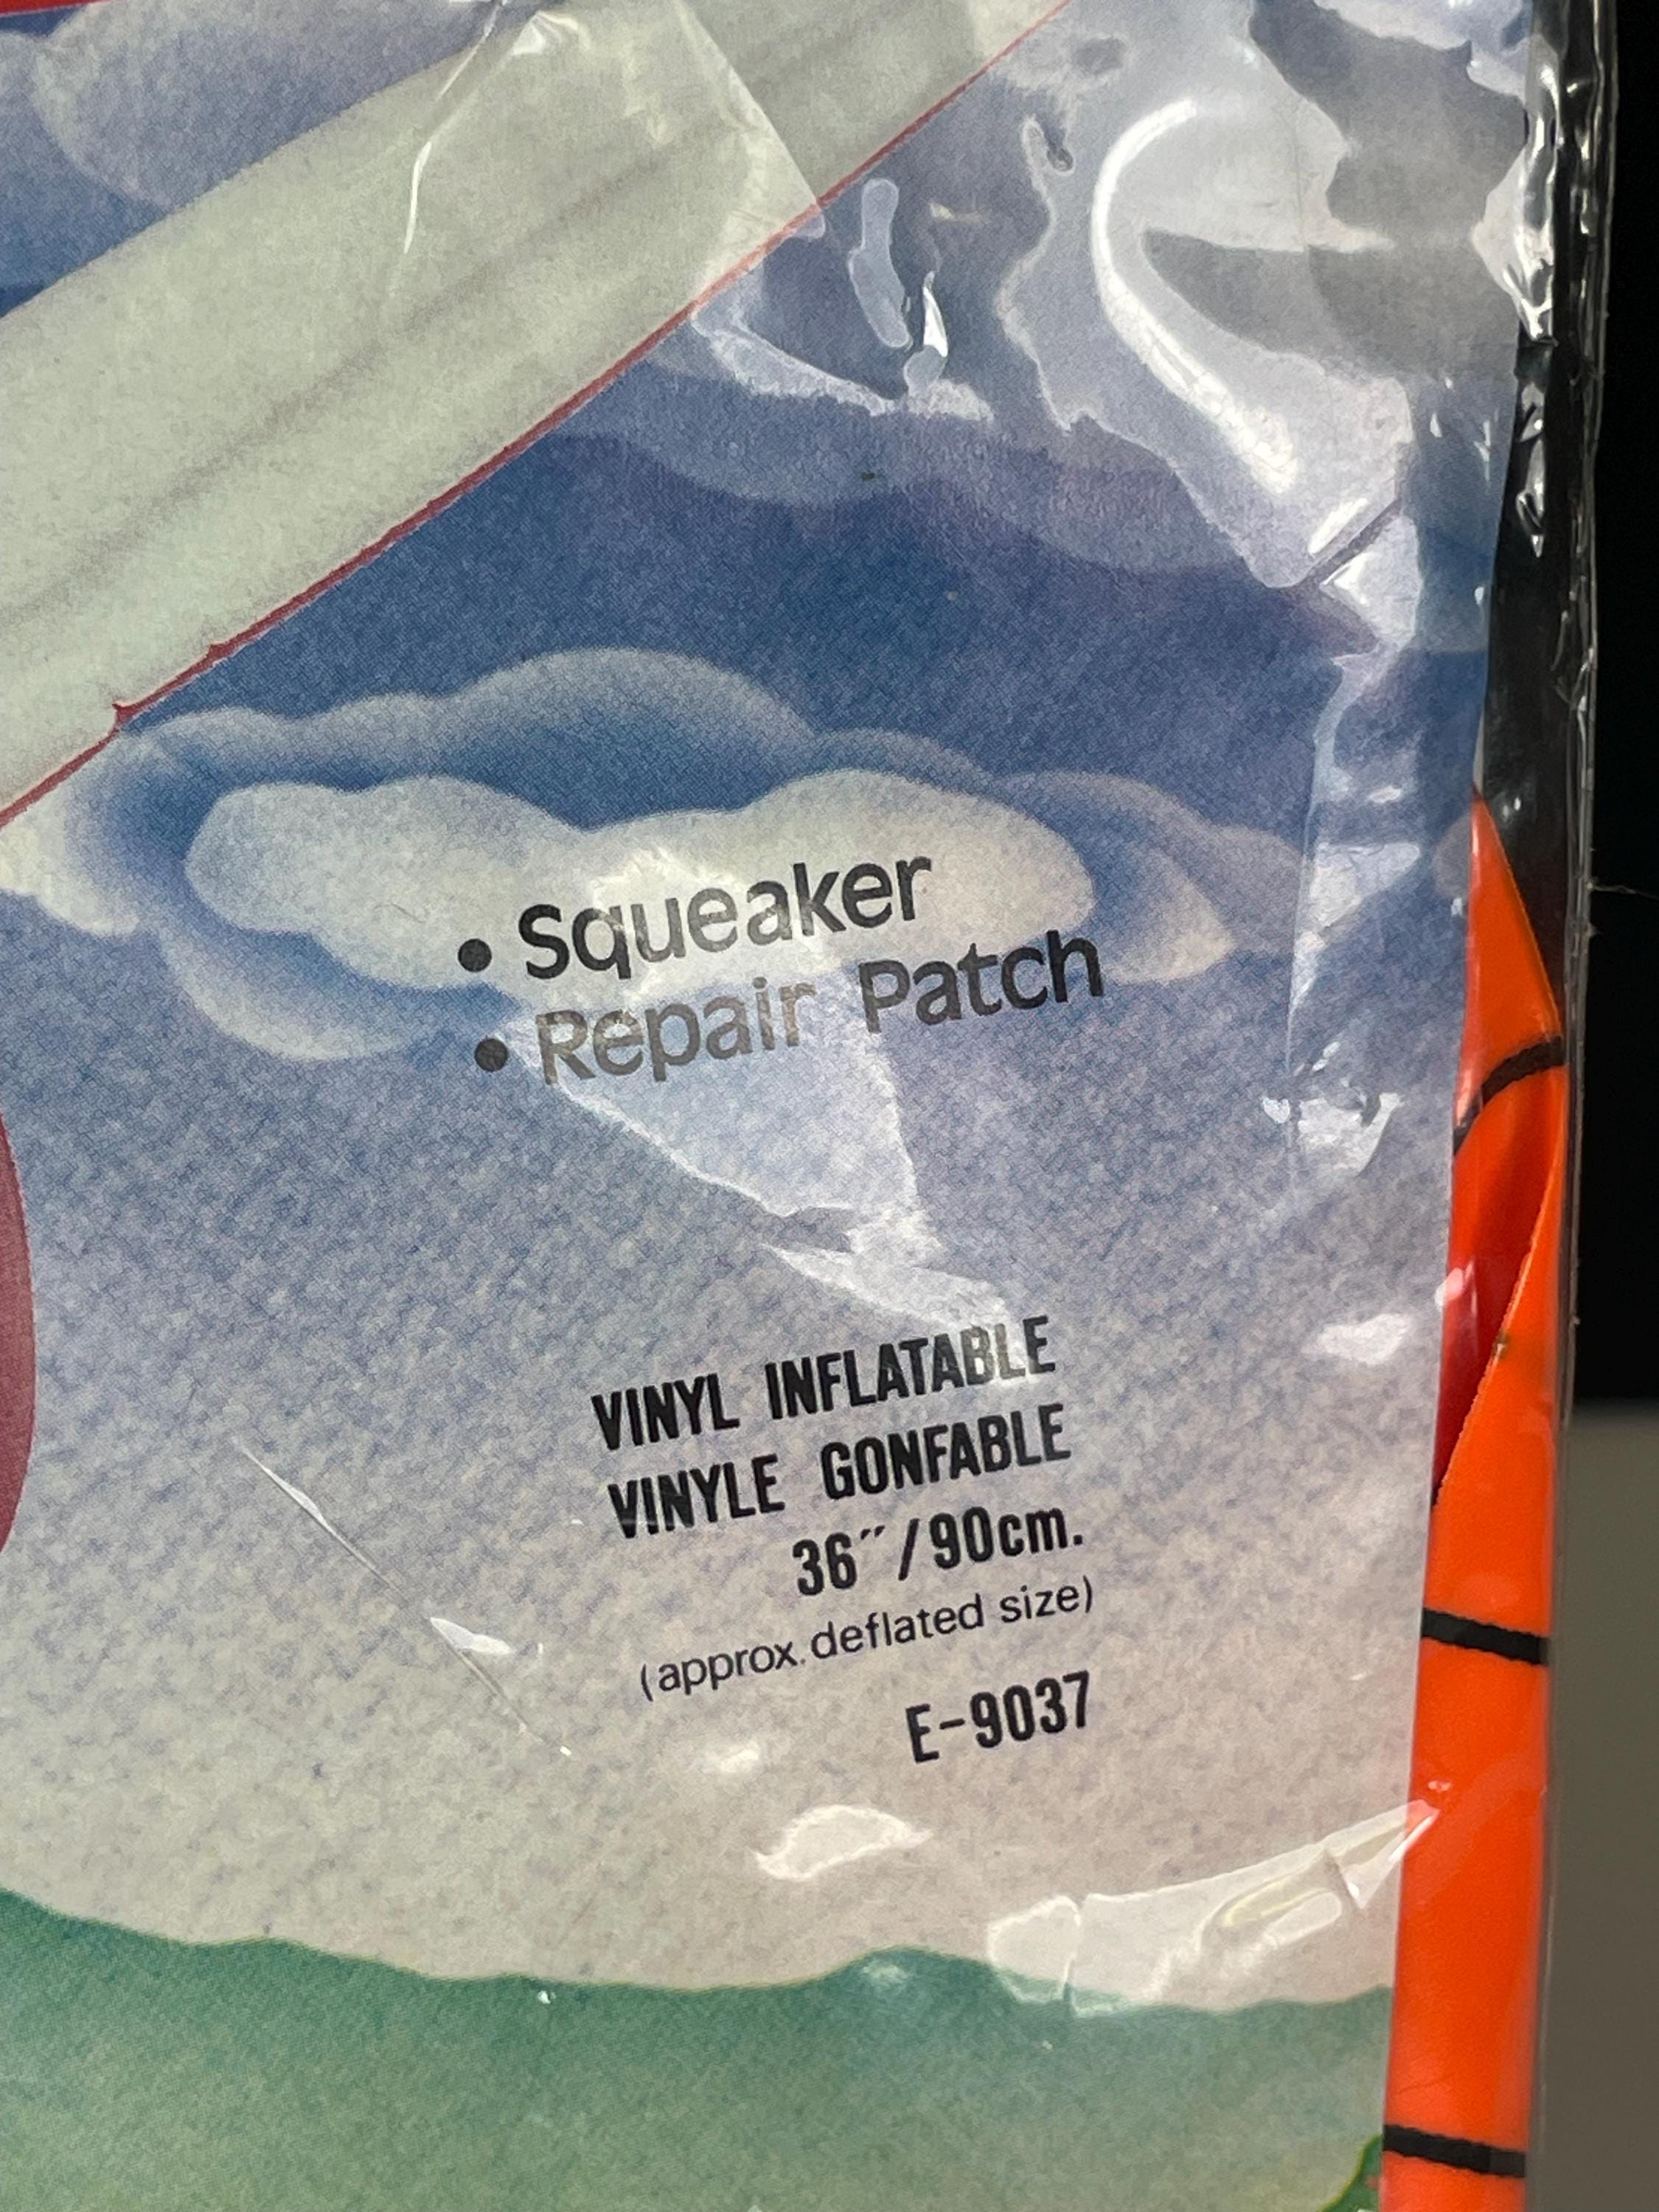 • Squeaker
• Repair Patch
VINYL INFLATABLE
VINYLE GONFABLE
36″/90cm.
(approx. deflated size)
E-9037